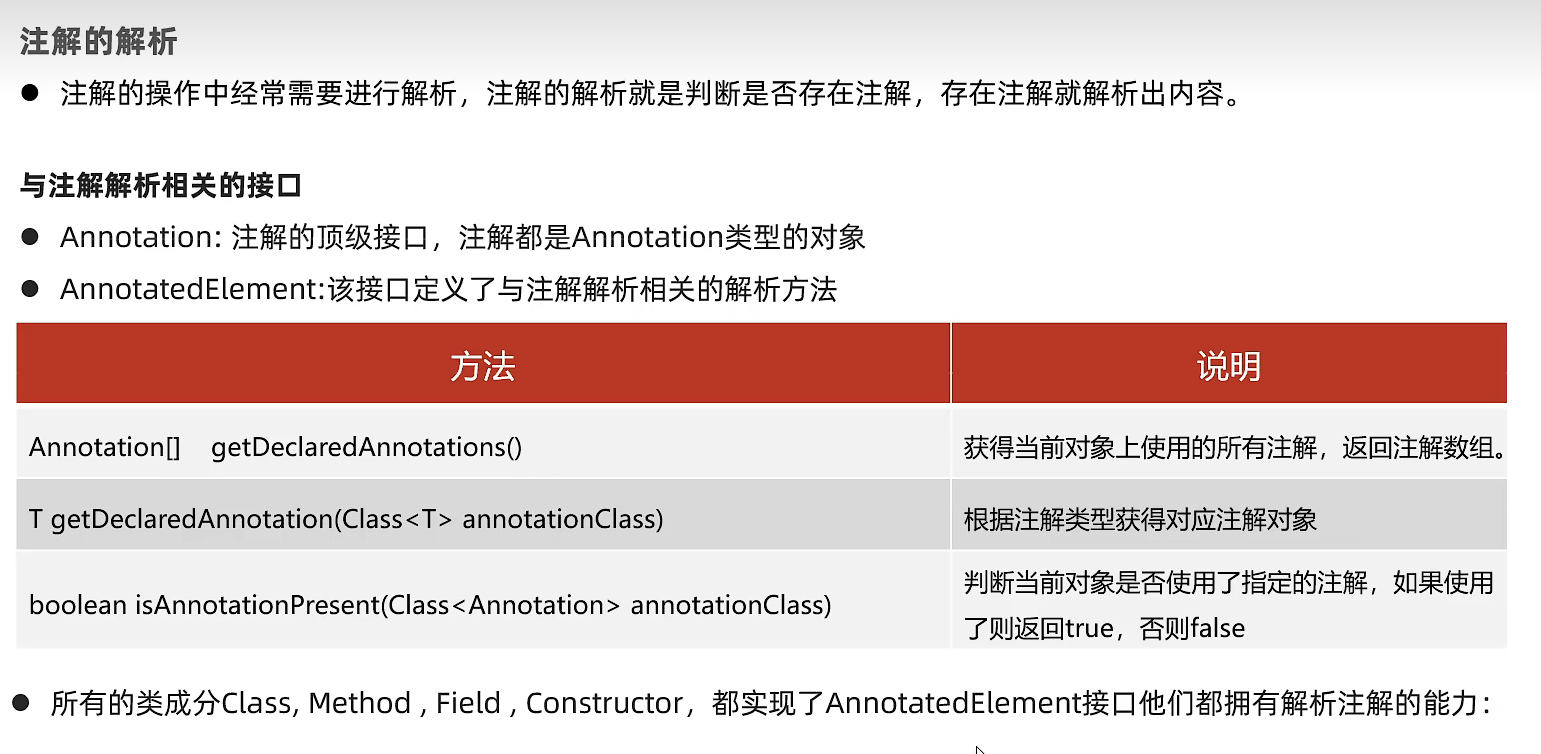 注解的解析
● 注解的操作中经常需要进行解析，注解的解析就是判断是否存在注解，存在注解就解析出内容。
与注解解析相关的接口
● Annotation: 注解的顶级接口，注解都是Annotation类型的对象
● AnnotatedElement:该接口定义了与注解解析相关的解析方法
方法 说明
Annotation[] getDeclaredAnnotations() 获得当前对象上使用的所有注解，返回注解数组。
T getDeclaredAnnotation(Class<T> annotationClass) 根据注解类型获得对应注解对象
boolean isAnnotationPresent(Class<Annotation> annotationClass) 判断当前对象是否使用了指定的注解，如果使用
了则返回true，否则false
● 所有的类成分Class, Method , Field , Constructor，都实现了AnnotatedElement接口他们都拥有解析注解的能力：